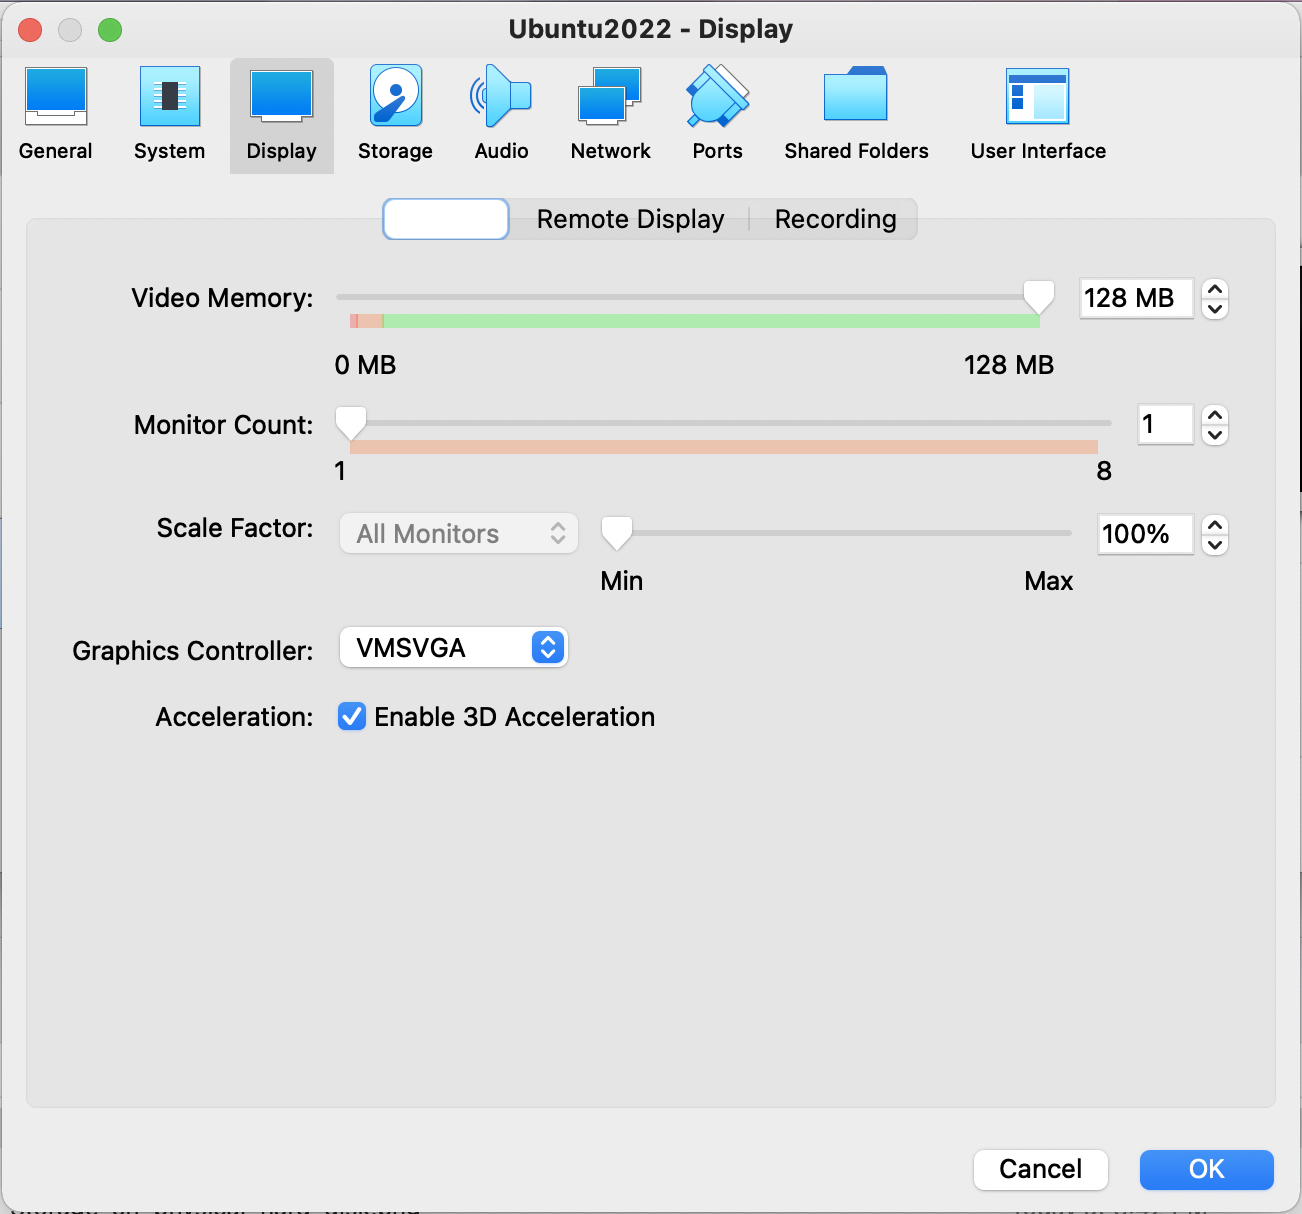 Ubuntu2022 - Display
General System Display Storage Audio Network Ports Shared Folders User Interface
Remote Display Recording
Video Memory: 128 MB
0 MB 128 MB
Monitor Count: 1
1 8
Scale Factor: All Monitors 100%
Min Max
Graphics Controller: VMSVGA
Acceleration: Enable 3D Acceleration
Cancel OK